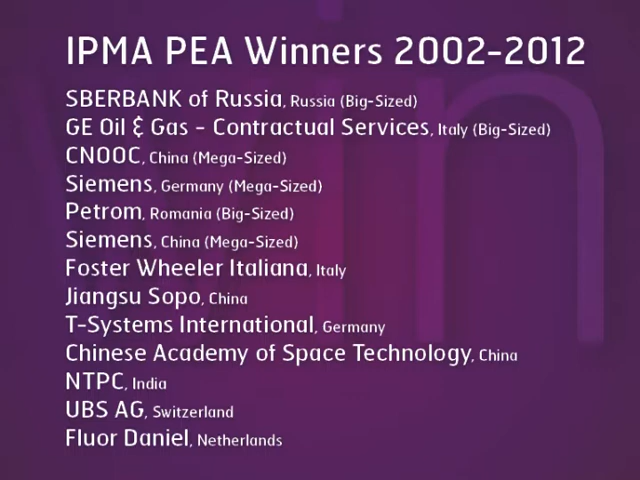 IPMA PEA Winners 2002-2012
SBERBANK of Russia, Russia (Big-Sized)
GE Oil & Gas - Contractual Services, Italy (Big-Sized)
CNOOC, China (Mega-Sized)
Siemens, Germany (Mega-Sized)
Petrom, Romania (Big-Sized)
Siemens, China (Mega-Sized)
Foster Wheeler Italiana, Italy
Jiangsu Sopo, China
T-Systems International, Germany
Chinese Academy of Space Technology, China
NTPC, India
UBS AG, Switzerland
Fluor Daniel, Netherlands